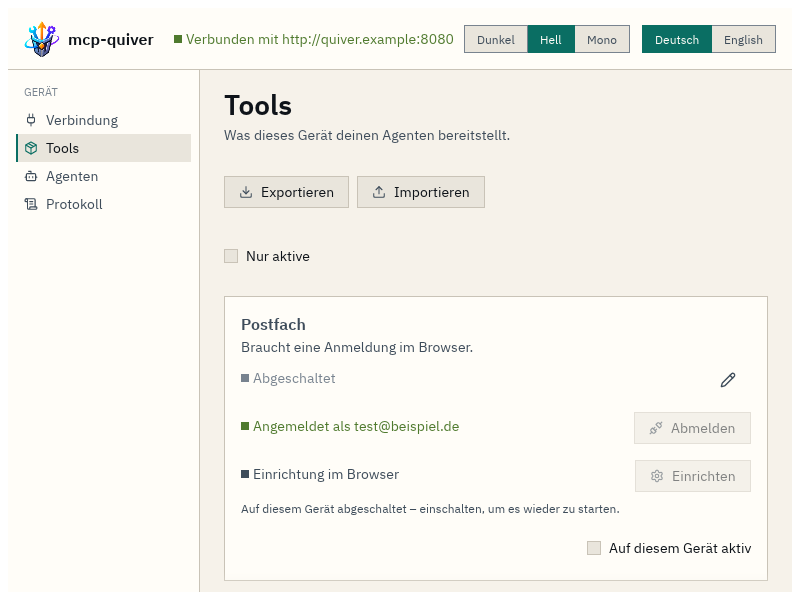 mcp-quiver
Verbunden mit http://quiver.example:8080
Dunkel Hell Mono
Deutsch English
GERÄT
Verbindung
Tools
Agenten
Protokoll
Tools
Was dieses Gerät deinen Agenten bereitstellt.
Exportieren Importieren
Nur aktive
Postfach
Braucht eine Anmeldung im Browser.
Abgeschaltet
Angemeldet als test@beispiel.de Abmelden
Einrichtung im Browser Einrichten
Auf diesem Gerät abgeschaltet – einschalten, um es wieder zu starten.
Auf diesem Gerät aktiv